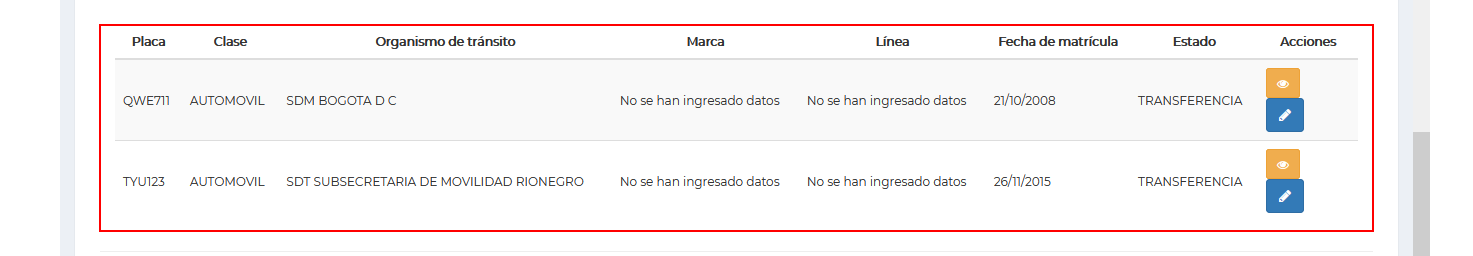 Placa Clase Organismo de tránsito Marca Línea Fecha de matrícula Estado Acciones
QWE711 AUTOMOVIL SDM BOGOTA D C No se han ingresado datos No se han ingresado datos 21/10/2008 TRANSFERENCIA
TYU123 AUTOMOVIL SDT SUBSECRETARIA DE MOVILIDAD RIONEGRO No se han ingresado datos No se han ingresado datos 26/11/2015 TRANSFERENCIA